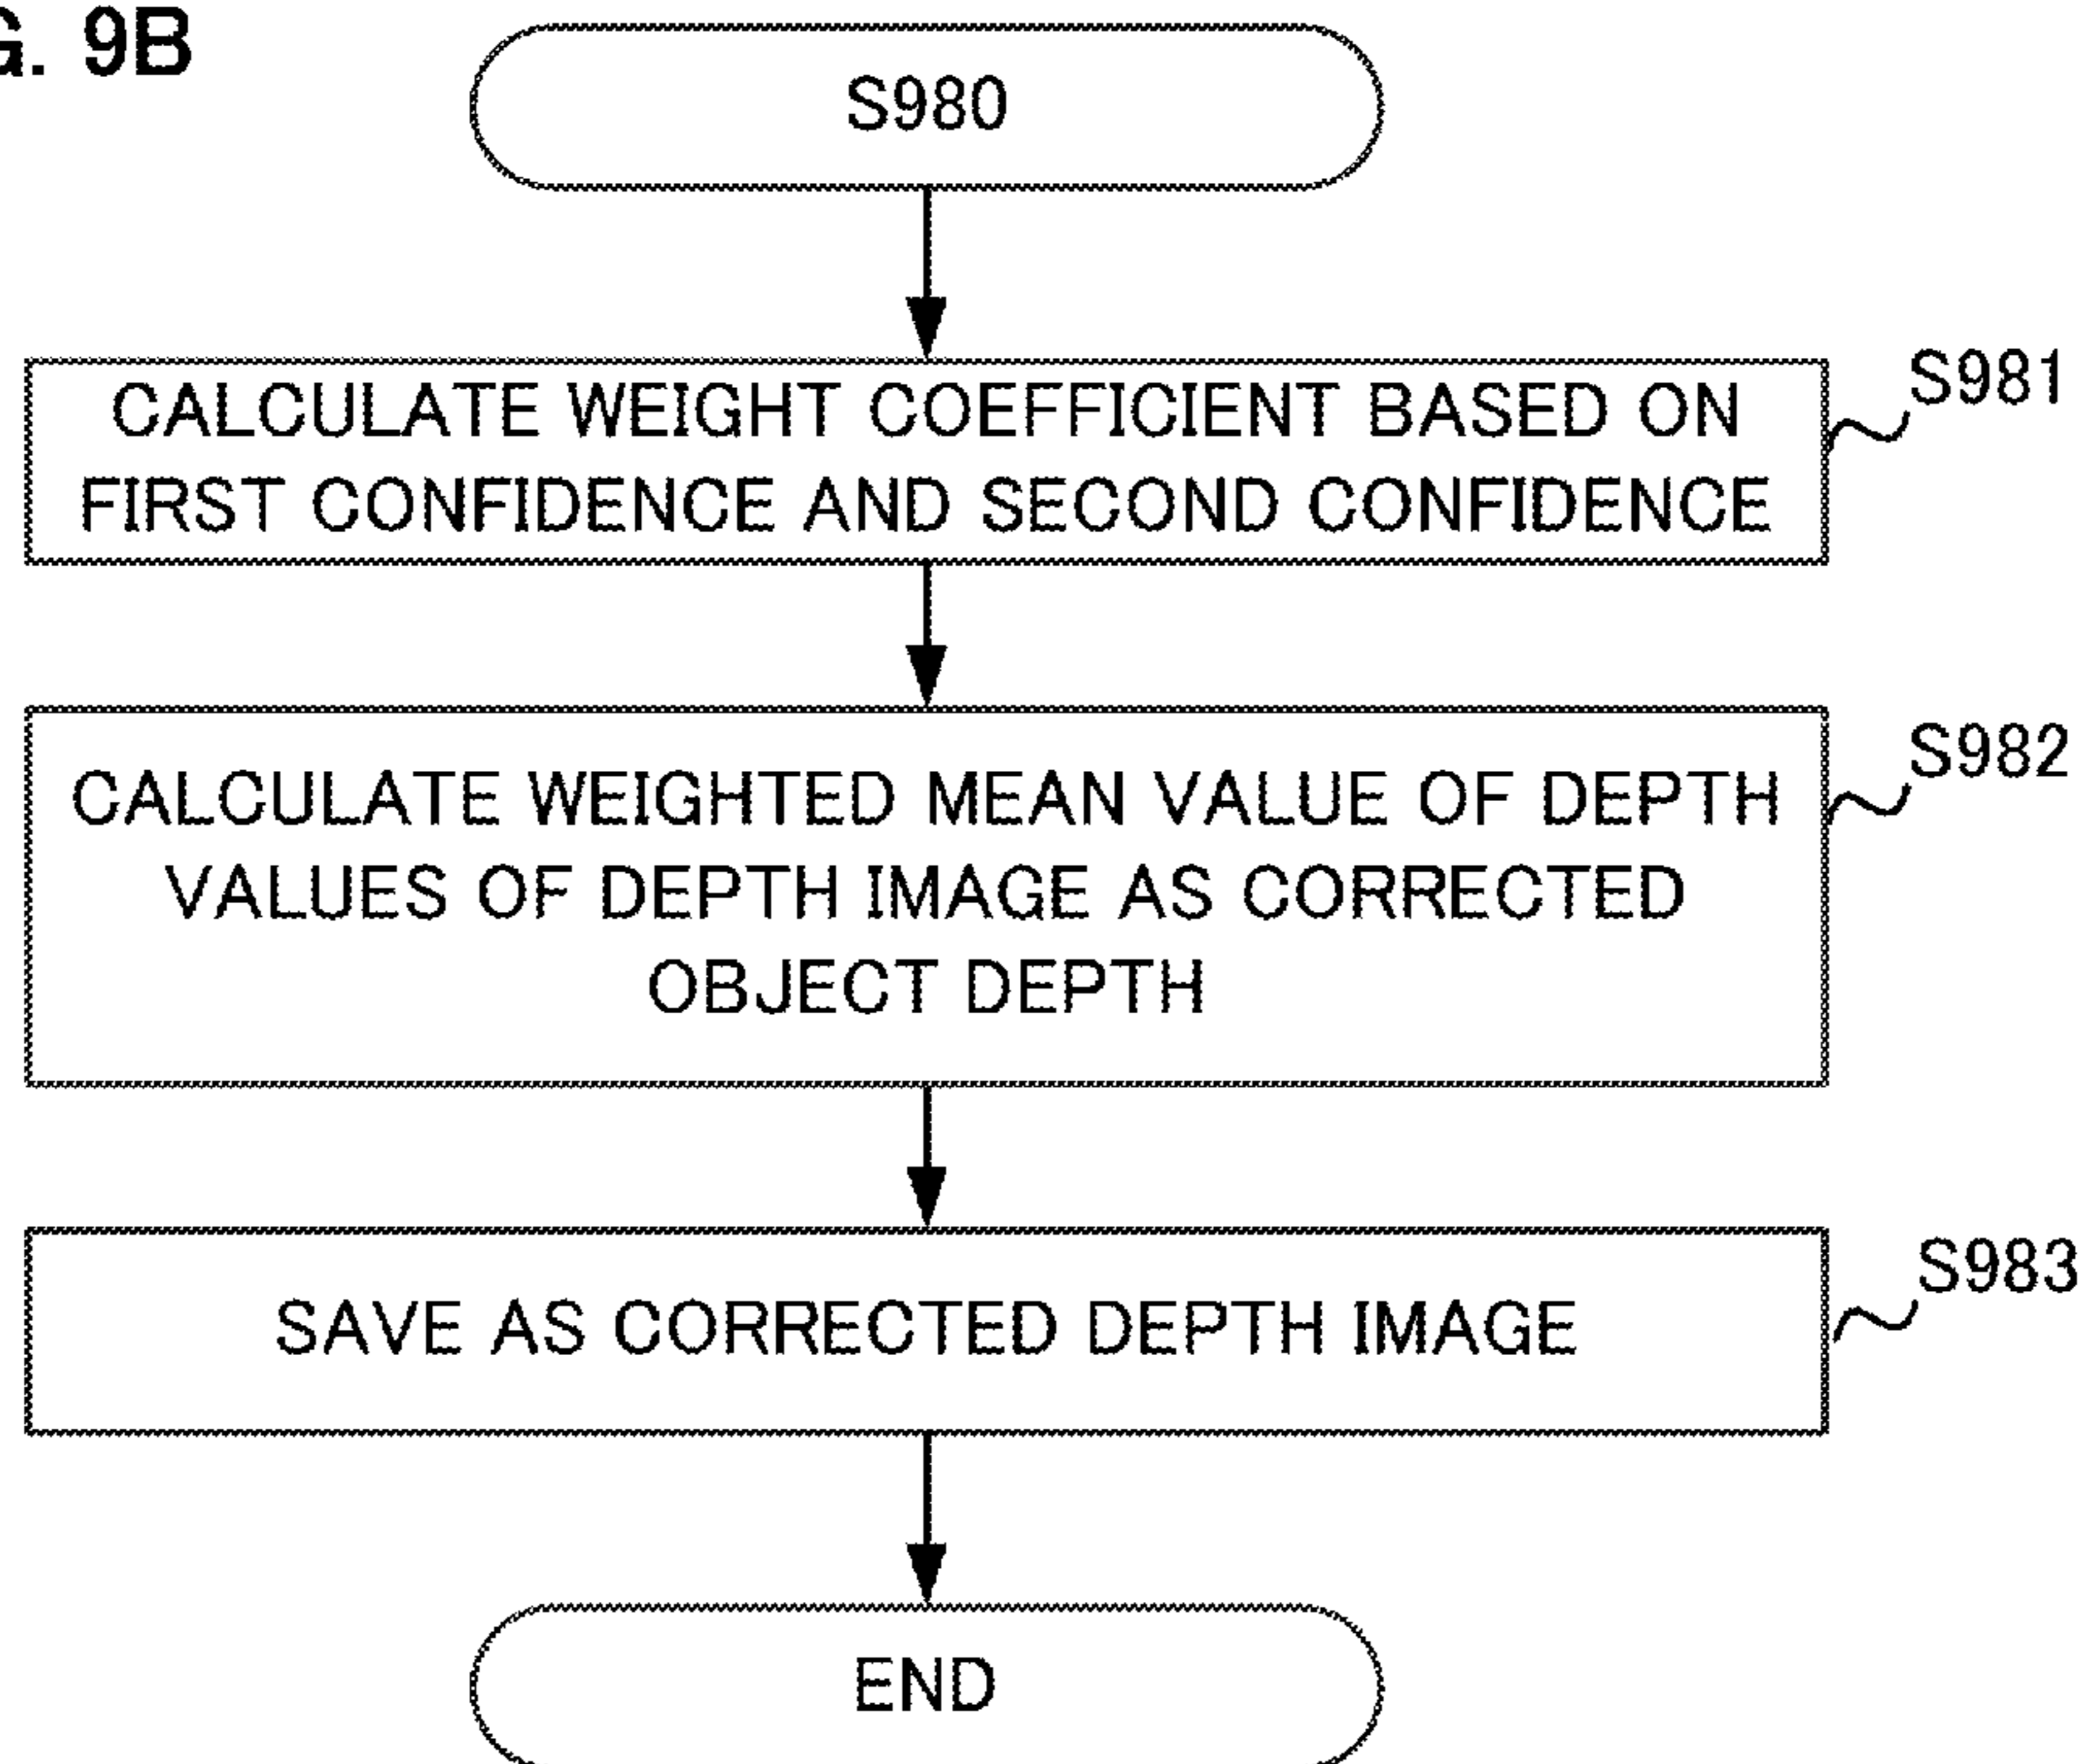 G. 9B
S980
CALCULATE WEIGHT COEFFICIENT BASED ON
FIRST CONFIDENCE AND SECOND CONFIDENCE
S981
CALCULATE WEIGHTED MEAN VALUE OF DEPTH
VALUES OF DEPTH IMAGE AS CORRECTED
OBJECT DEPTH
S982
SAVE AS CORRECTED DEPTH IMAGE
S983
END